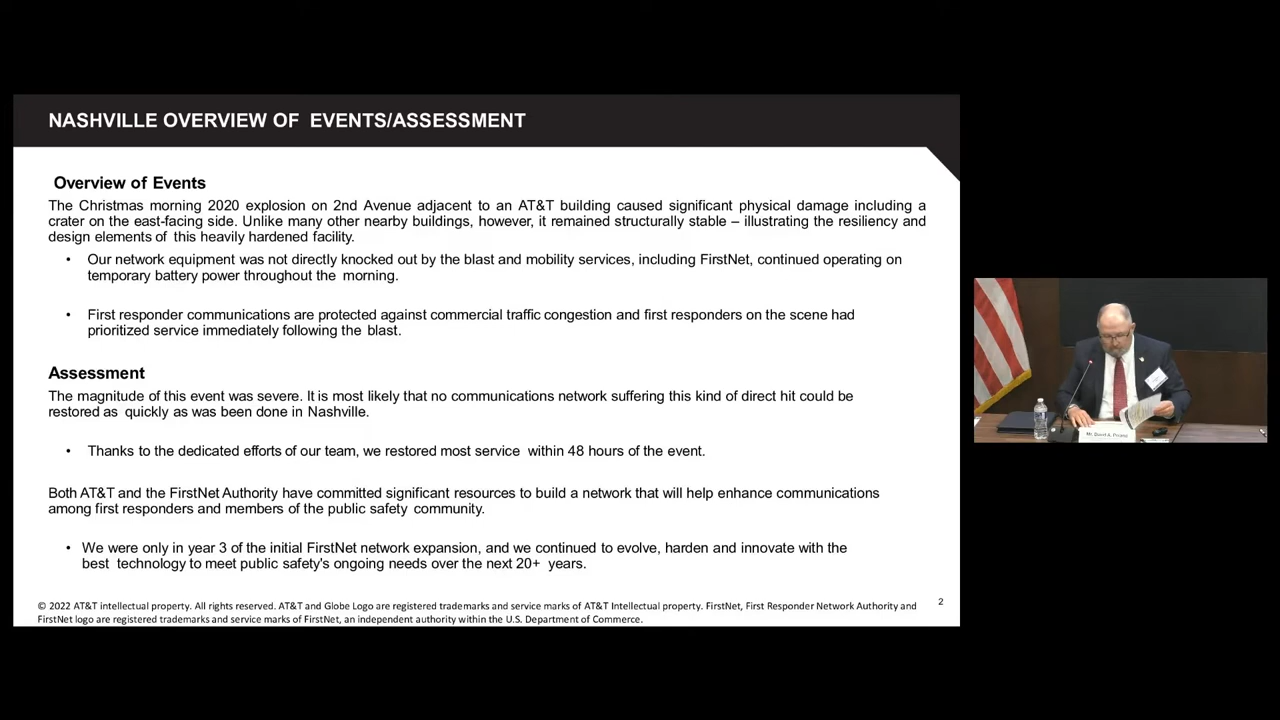 NASHVILLE OVERVIEW OF EVENTS/ASSESSMENT
Overview of Events
The Christmas morning 2020 explosion on 2nd Avenue adjacent to an AT&T building caused significant physical damage including a
crater on the east-facing side. Unlike many other nearby buildings, however, it remained structurally stable – illustrating the resiliency and
design elements of this heavily hardened facility.
• Our network equipment was not directly knocked out by the blast and mobility services, including FirstNet, continued operating on
temporary battery power throughout the morning.
• First responder communications are protected against commercial traffic congestion and first responders on the scene had
prioritized service immediately following the blast.
Assessment
The magnitude of this event was severe. It is most likely that no communications network suffering this kind of direct hit could be
restored as quickly as was been done in Nashville.
• Thanks to the dedicated efforts of our team, we restored most service within 48 hours of the event.
Both AT&T and the FirstNet Authority have committed significant resources to build a network that will help enhance communications
among first responders and members of the public safety community.
• We were only in year 3 of the initial FirstNet network expansion, and we continued to evolve, harden and innovate with the
best technology to meet public safety's ongoing needs over the next 20+ years.
© 2022 AT&T intellectual property. All rights reserved. AT&T and Globe Logo are registered trademarks and service marks of AT&T Intellectual property. FirstNet, First Responder Network Authority and
FirstNet logo are registered trademarks and service marks of FirstNet, an independent authority within the U.S. Department of Commerce.
2
Mr. David A.